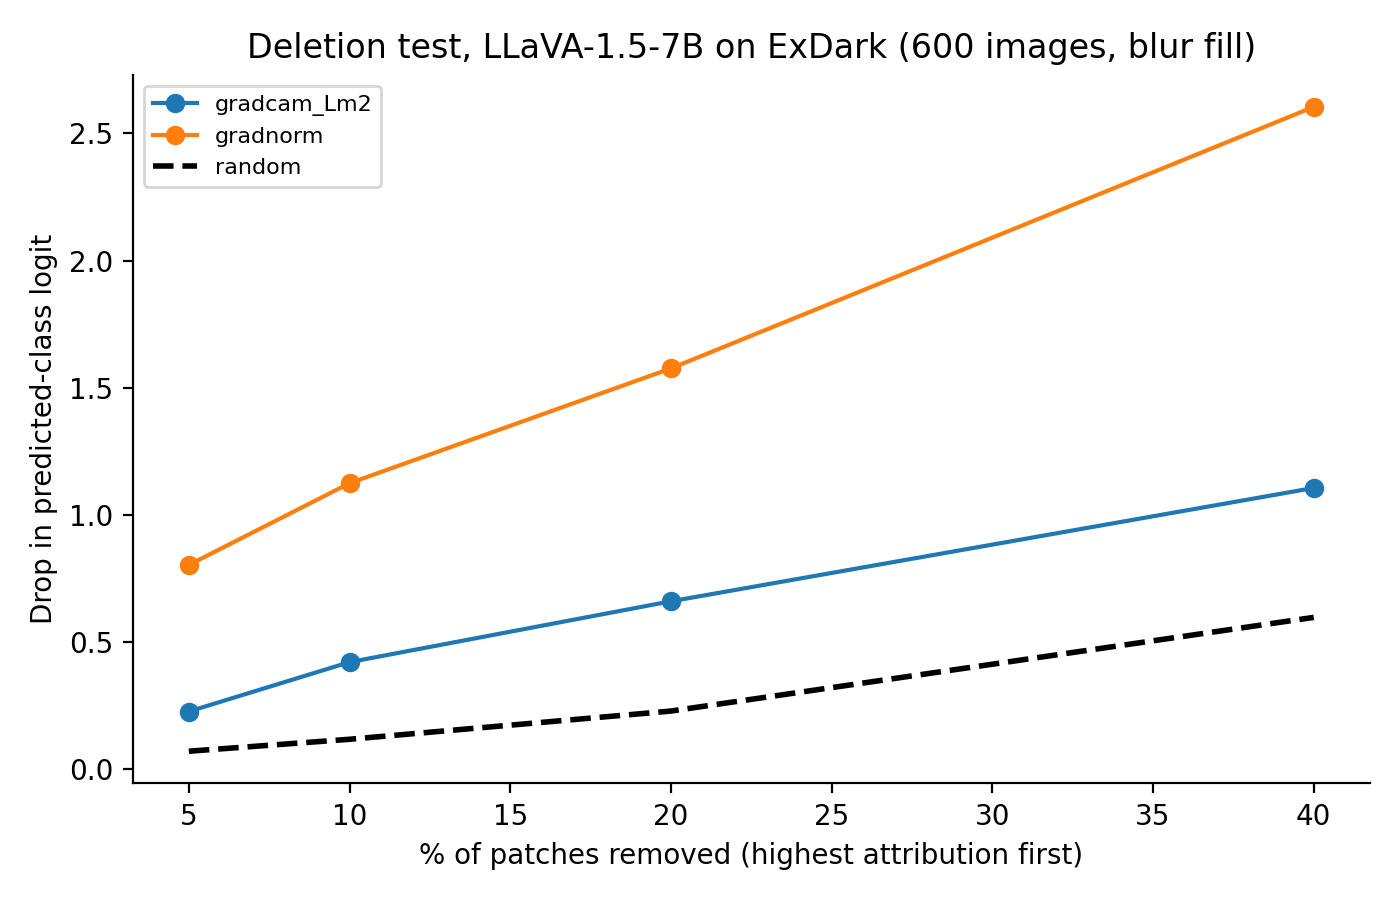 Deletion test, LLaVA-1.5-7B on ExDark (600 images, blur fill)
gradcam_Lm2
gradnorm
random
Drop in predicted-class logit
2.5
2.0
1.5
1.0
0.5
0.0
5 10 15 20 25 30 35 40
% of patches removed (highest attribution first)